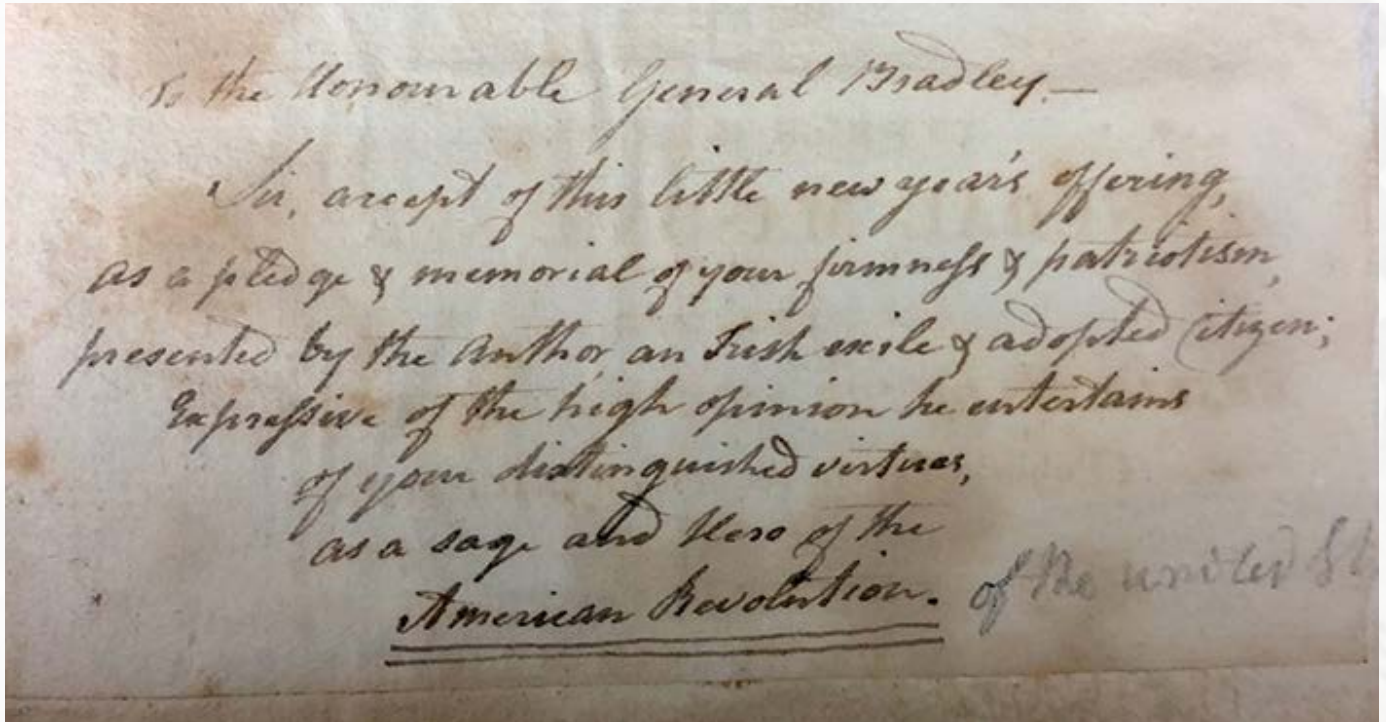 To the Honourable General Bradley.—
Sir, accept of this little new year's offering,
as a pledge & memorial of your firmness & patriotism,
presented by the Author, an Irish exile & adopted Citizen;
Expressive of the high opinion he entertains
of your distinguished virtues,
as a sage and Hero of the
American Revolution. of the united St